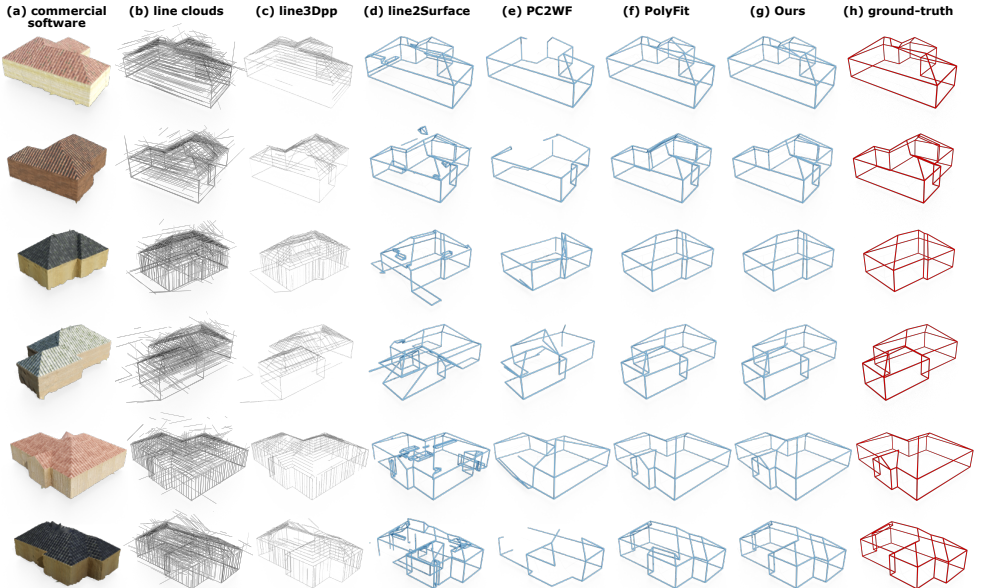 (a) commercial software
(b) line clouds
(c) line3Dpp
(d) line2Surface
(e) PC2WF
(f) PolyFit
(g) Ours
(h) ground-truth